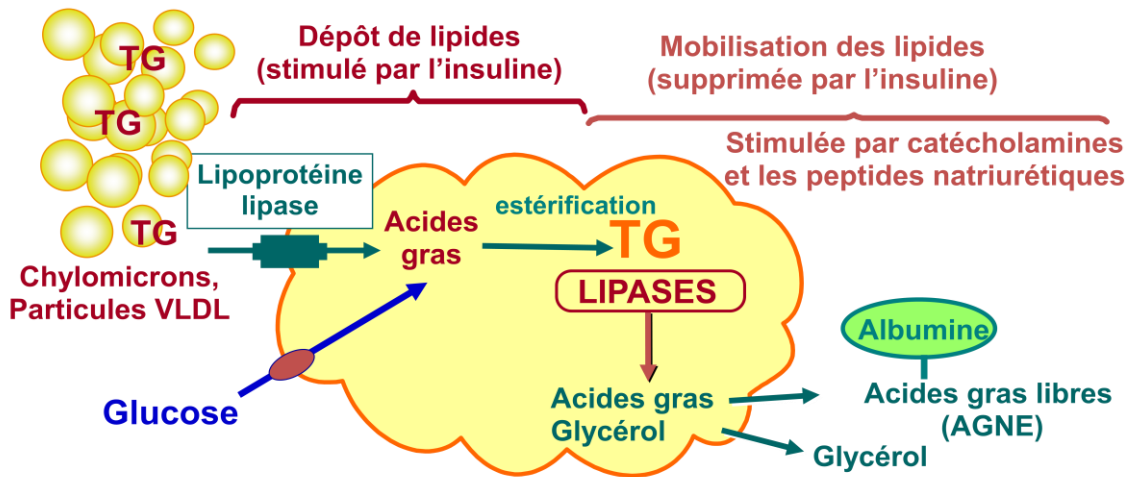 TG
TG
TG
Chylomicrons,
Particules VLDL
Dépôt de lipides
(stimulé par l’insuline)
Mobilisation des lipides
(supprimée par l’insuline)
Stimulée par catécholamines
et les peptides natriurétiques
Lipoprotéine
lipase
Acides
gras
estérification
TG
LIPASES
Glucose
Acides gras
Glycérol
Albumine
Acides gras libres
(AGNE)
Glycérol